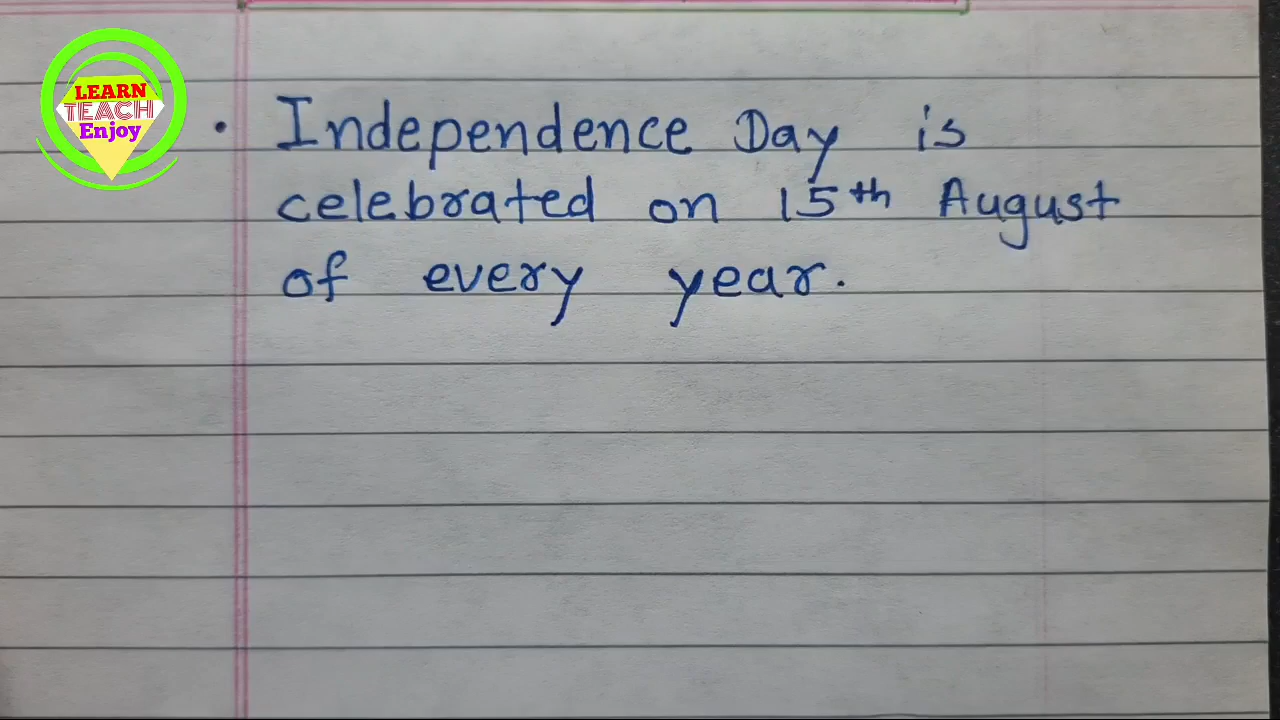 LEARN
TEACH
Enjoy
• Independence Day is
celebrated on 15th August
of every year.